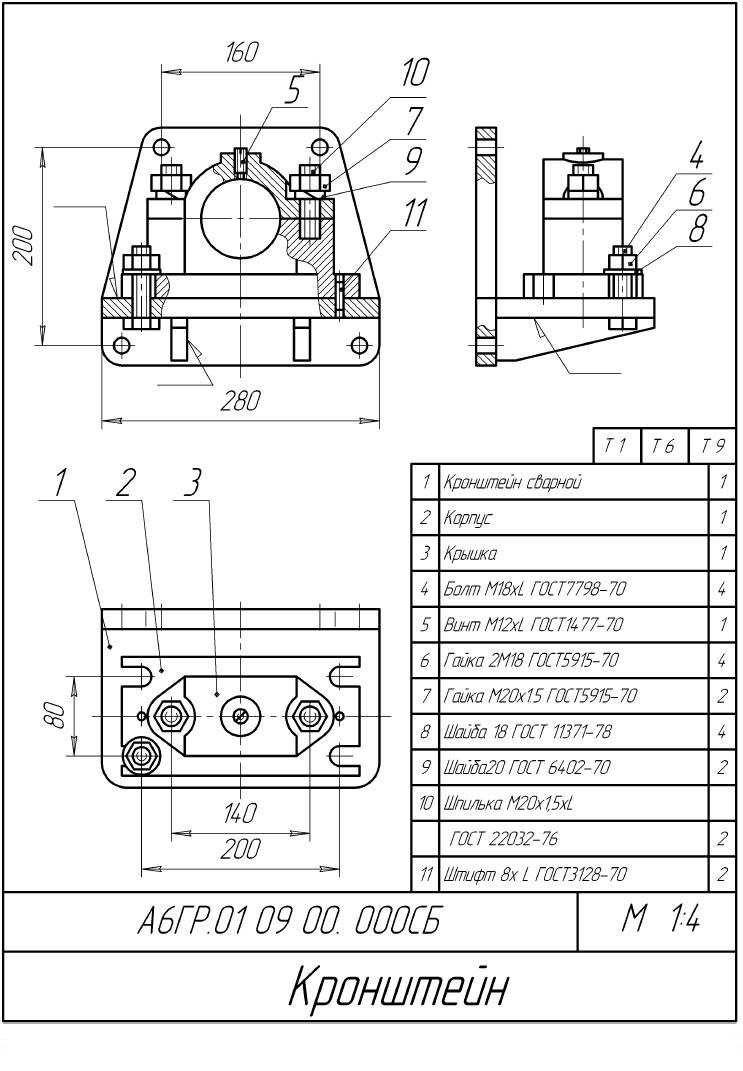 160
10
5
7
9
11
200
280
4
6
8
Т 1 Т 6 Т 9
1 Кронштейн сварной 1
2 Корпус 1
3 Крышка 1
4 Болт М18хL ГОСТ7798-70 4
5 Винт М12хL ГОСТ1477-70 1
6 Гайка 2М18 ГОСТ5915-70 4
7 Гайка М20х1.5 ГОСТ5915-70 2
8 Шайба 18 ГОСТ 11371-78 4
9 Шайба20 ГОСТ 6402-70 2
10 Шпилька М20х1,5хL
ГОСТ 22032-76 2
11 Штифт 8х L ГОСТ3128-70 2
1 2 3
80
140
200
А6ГР.01 09 00. 000СБ
М 1:4
Кронштейн